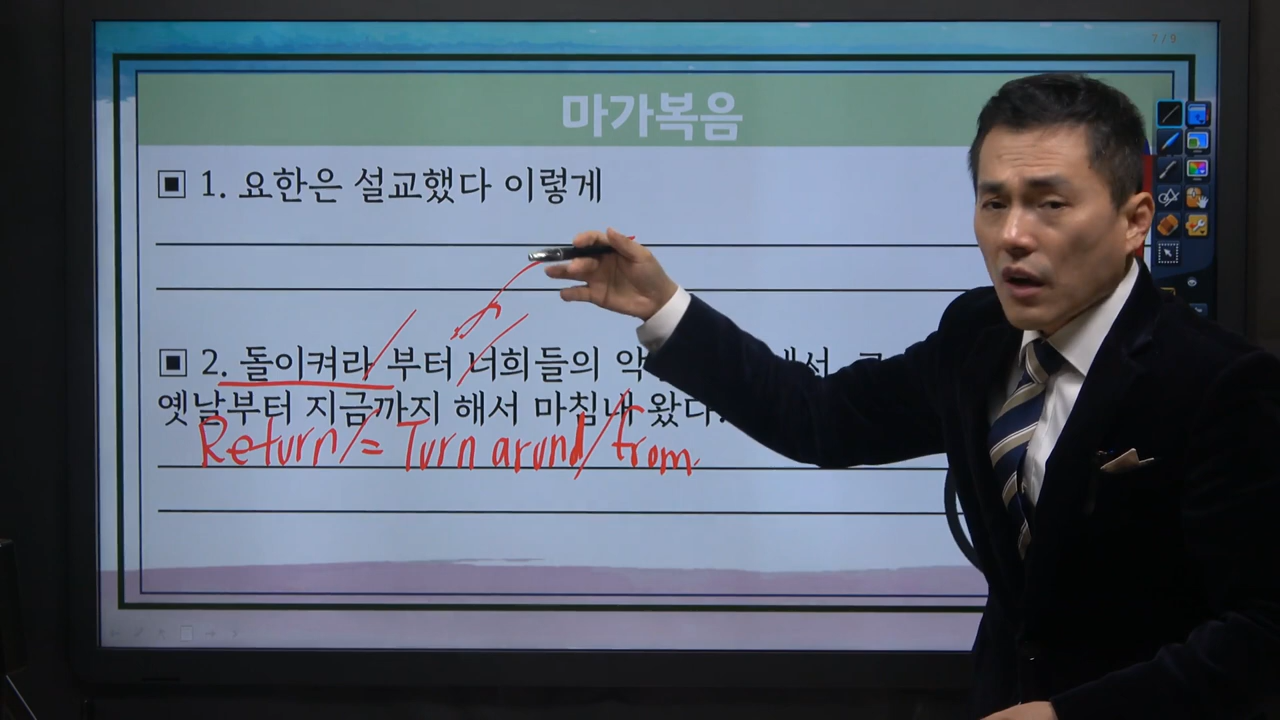 7 / 9
마가복음
▣ 1. 요한은 설교했다 이렇게
▣ 2. 돌이켜라 부터 너희들의
옛날부터 지금까지 해서 마침내 왔다.
Return = Turn arund from